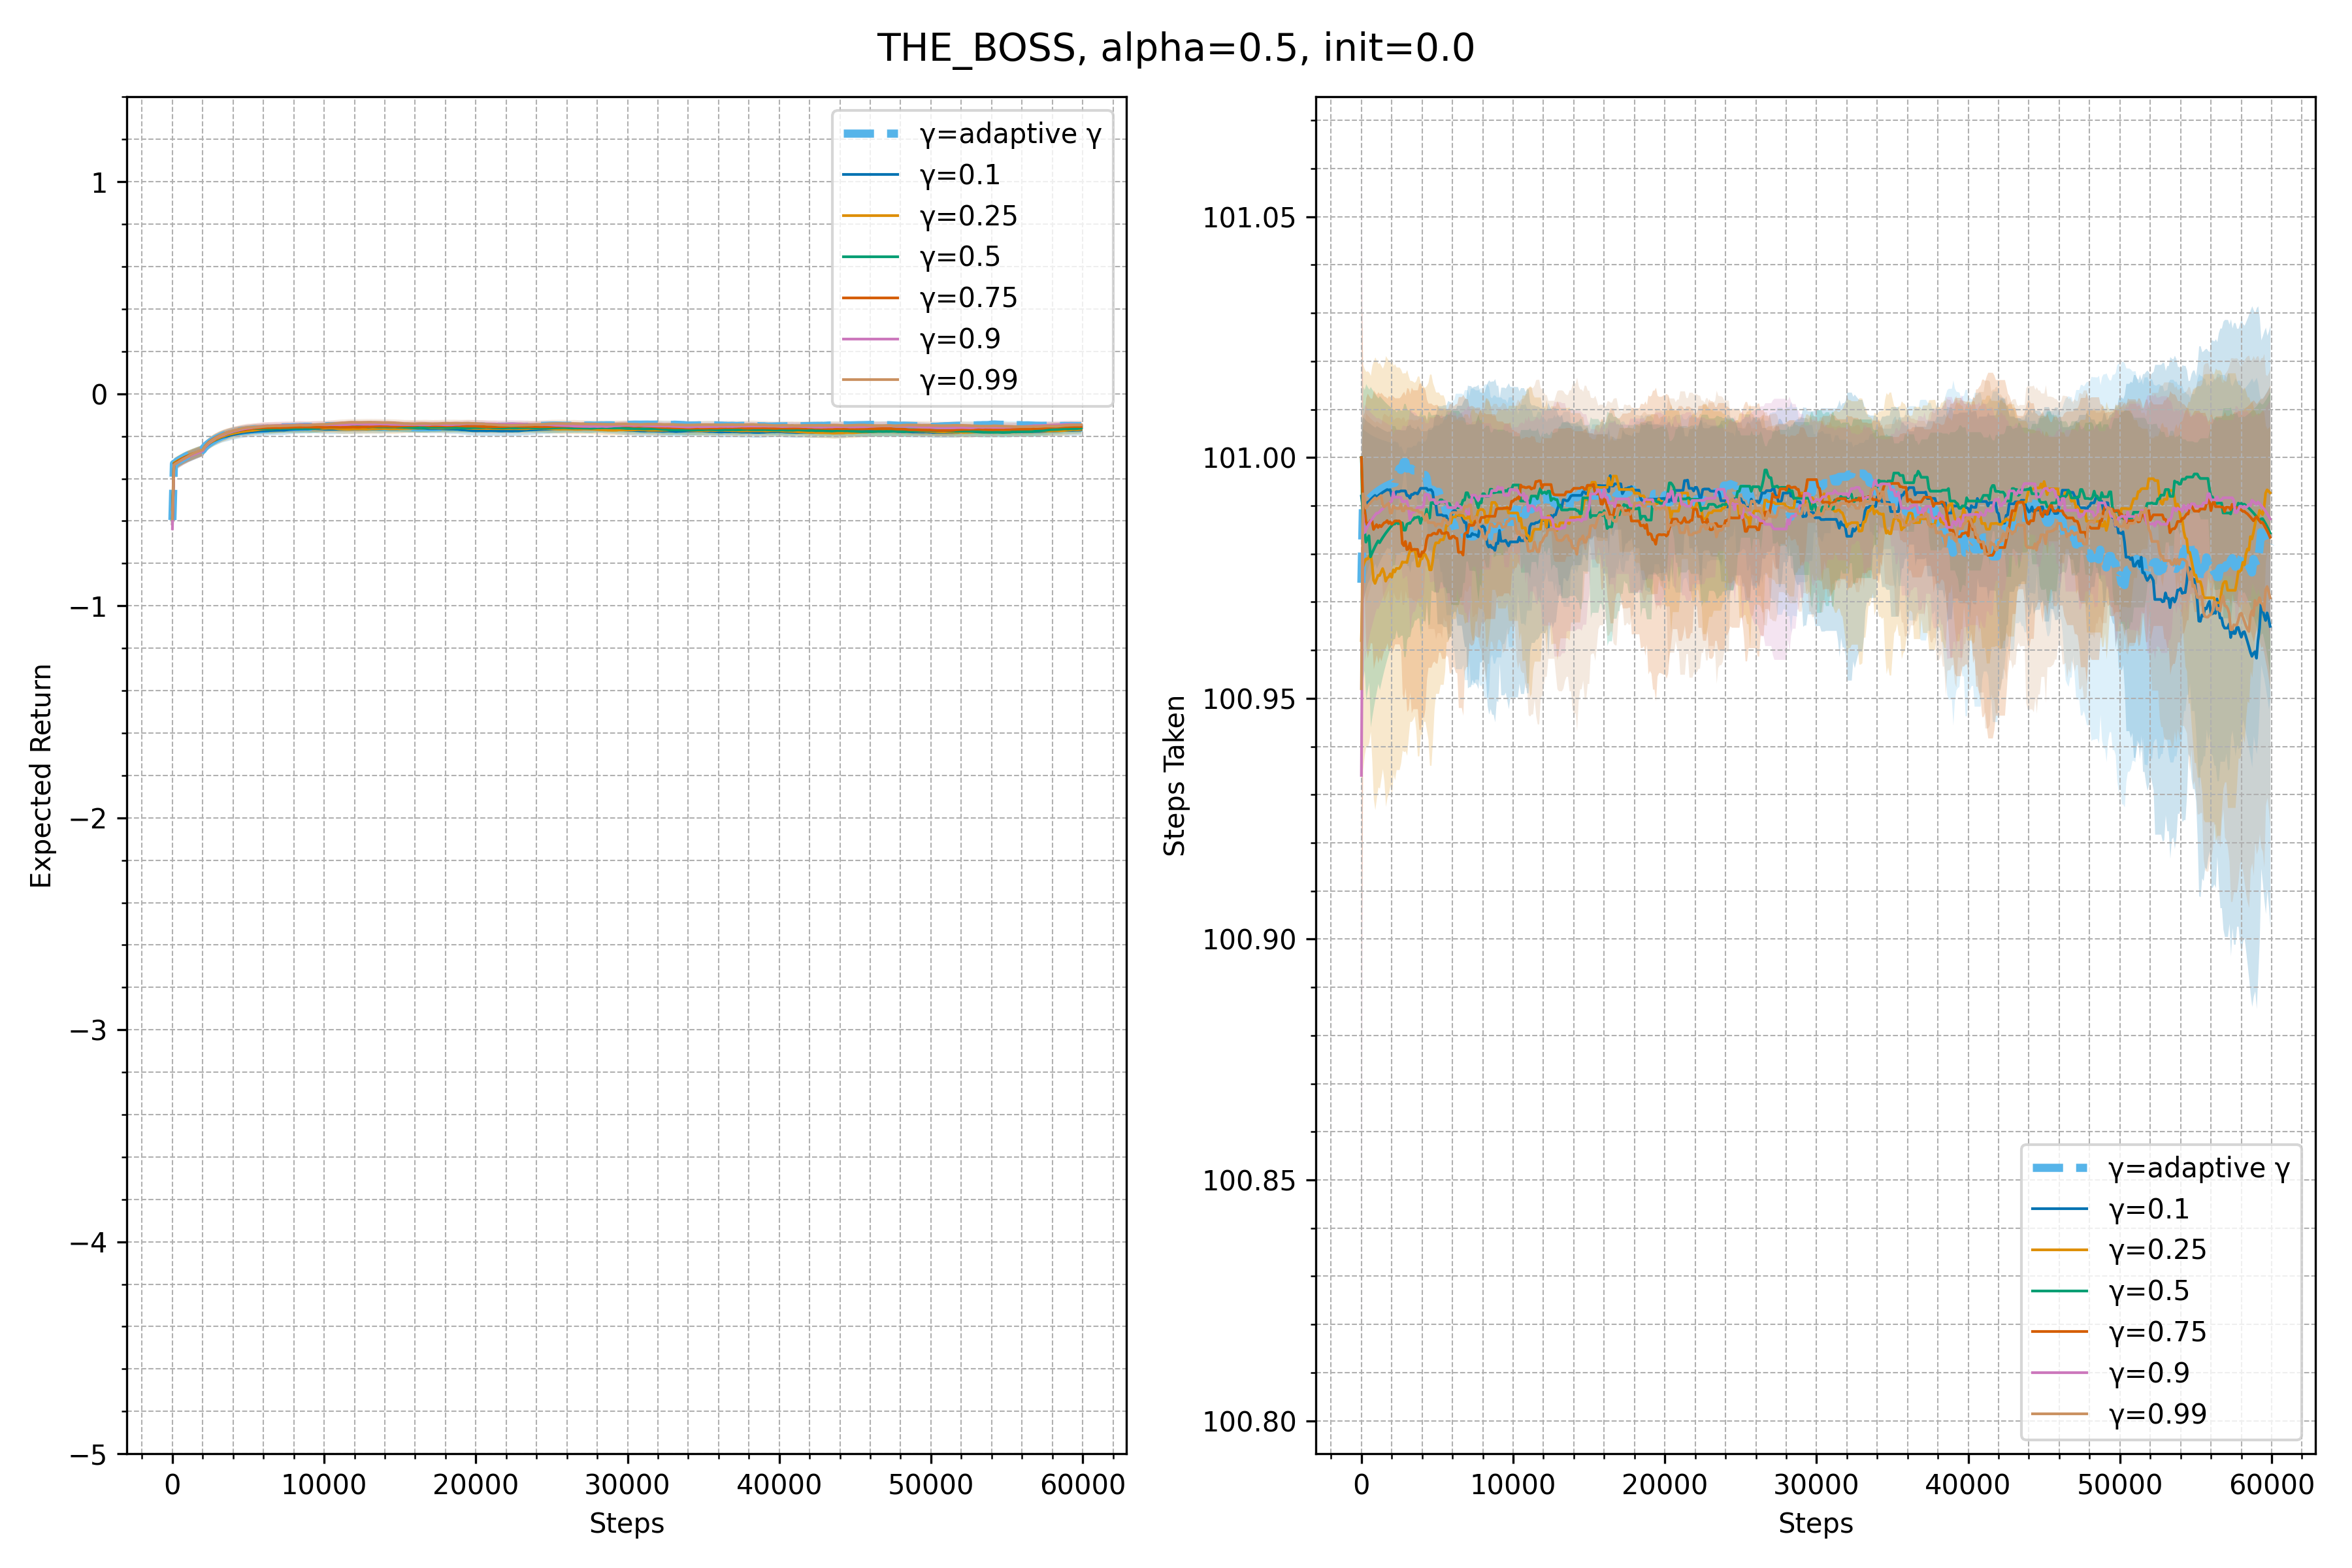 THE_BOSS, alpha=0.5, init=0.0
Expected Return
1
0
−1
−2
−3
−4
−5
0
10000
20000
30000
40000
50000
60000
Steps
γ=adaptive γ
γ=0.1
γ=0.25
γ=0.5
γ=0.75
γ=0.9
γ=0.99
Steps Taken
101.05
101.00
100.95
100.90
100.85
100.80
0
10000
20000
30000
40000
50000
60000
Steps
γ=adaptive γ
γ=0.1
γ=0.25
γ=0.5
γ=0.75
γ=0.9
γ=0.99